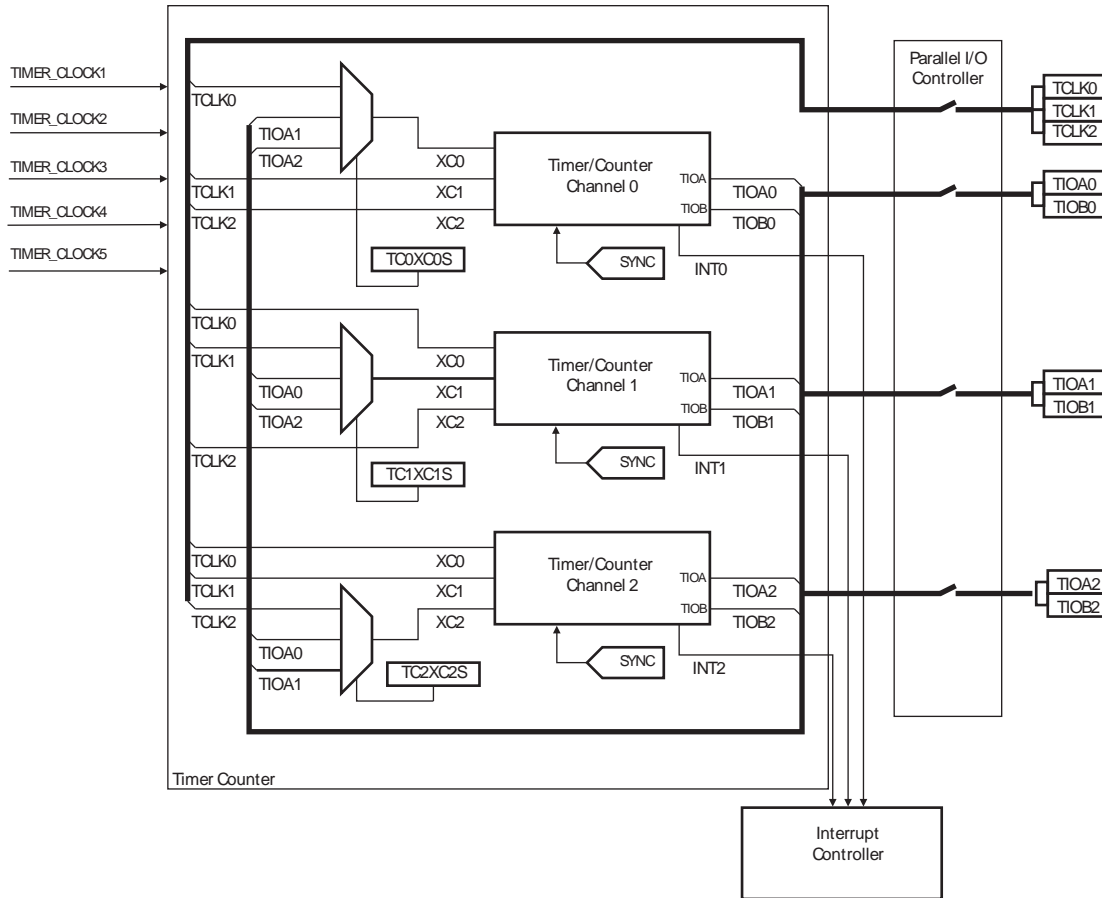 TIMER_CLOCK1
TIMER_CLOCK2
TIMER_CLOCK3
TIMER_CLOCK4
TIMER_CLOCK5
TCLK0
TIOA1
TIOA2
TCLK1
TCLK2
XC0
XC1
XC2
TC0XC0S
Timer/Counter
Channel 0
TIOA
TIOB
TIOA0
TIOB0
SYNC
INT0
TCLK0
TCLK1
TIOA0
TIOA2
TCLK2
XC0
XC1
XC2
TC1XC1S
Timer/Counter
Channel 1
TIOA
TIOB
TIOA1
TIOB1
SYNC
INT1
TCLK0
TCLK1
TCLK2
TIOA0
TIOA1
XC0
XC1
XC2
TC2XC2S
Timer/Counter
Channel 2
TIOA
TIOB
TIOA2
TIOB2
SYNC
INT2
Timer Counter
Parallel I/O
Controller
TCLK0
TCLK1
TCLK2
TIOA0
TIOB0
TIOA1
TIOB1
TIOA2
TIOB2
Interrupt
Controller